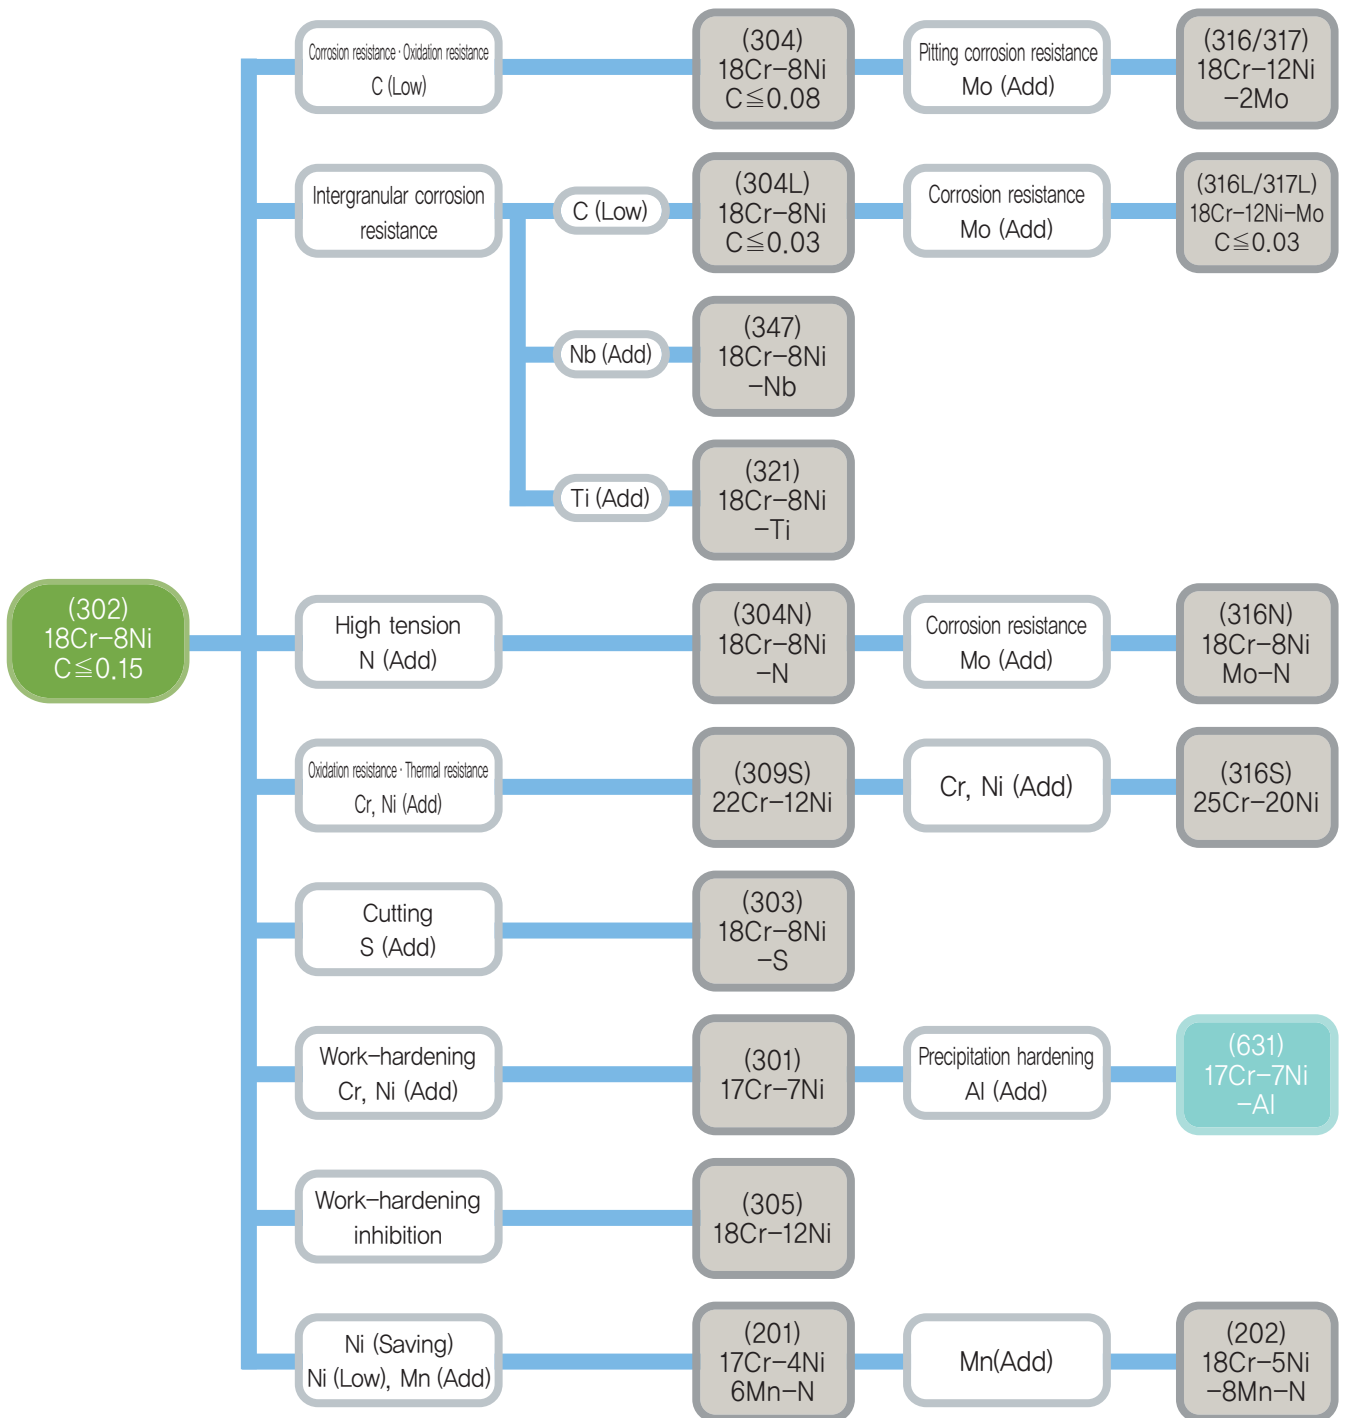 Corrosion resistance · Oxidation resistance
C (Low)
(304)
18Cr-8Ni
C≦0.08
Pitting corrosion resistance
Mo (Add)
(316/317)
18Cr-12Ni
-2Mo
Intergranular corrosion
resistance
C (Low)
(304L)
18Cr-8Ni
C≦0.03
Corrosion resistance
Mo (Add)
(316L/317L)
18Cr-12Ni-Mo
C≦0.03
Nb (Add)
(347)
18Cr-8Ni
-Nb
Ti (Add)
(321)
18Cr-8Ni
-Ti
(302)
18Cr-8Ni
C≦0.15
High tension
N (Add)
(304N)
18Cr-8Ni
-N
Corrosion resistance
Mo (Add)
(316N)
18Cr-8Ni
Mo-N
Oxidation resistance · Thermal resistance
Cr, Ni (Add)
(309S)
22Cr-12Ni
Cr, Ni (Add)
(316S)
25Cr-20Ni
Cutting
S (Add)
(303)
18Cr-8Ni
-S
Work-hardening
Cr, Ni (Add)
(301)
17Cr-7Ni
Precipitation hardening
Al (Add)
(631)
17Cr-7Ni
-Al
Work-hardening
inhibition
(305)
18Cr-12Ni
Ni (Saving)
Ni (Low), Mn (Add)
(201)
17Cr-4Ni
6Mn-N
Mn(Add)
(202)
18Cr-5Ni
-8Mn-N